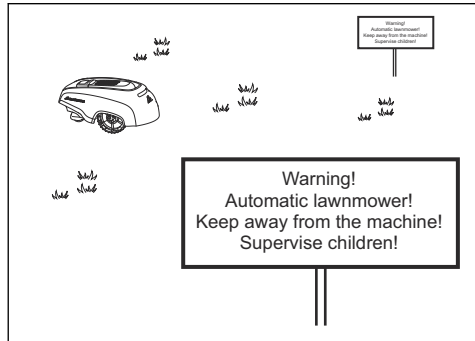 Warning!
Automatic lawnmower!
Keep away from the machine!
Supervise children!
Warning!
Automatic lawnmower!
Keep away from the machine!
Supervise children!